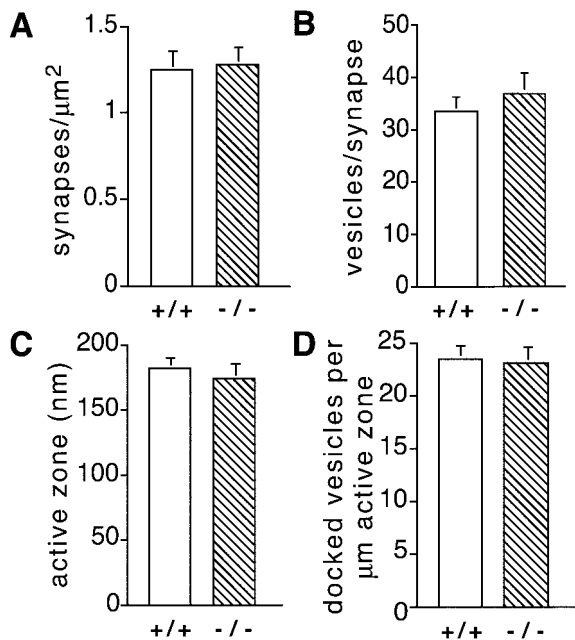 A
synapses/μm²
1.5
1
0.5
0
+/+ -/-
B
vesicles/synapse
50
40
30
20
10
0
+/+ -/-
C
active zone (nm)
200
150
100
50
0
+/+ -/-
D
docked vesicles per
μm active zone
25
20
15
10
5
0
+/+ -/-